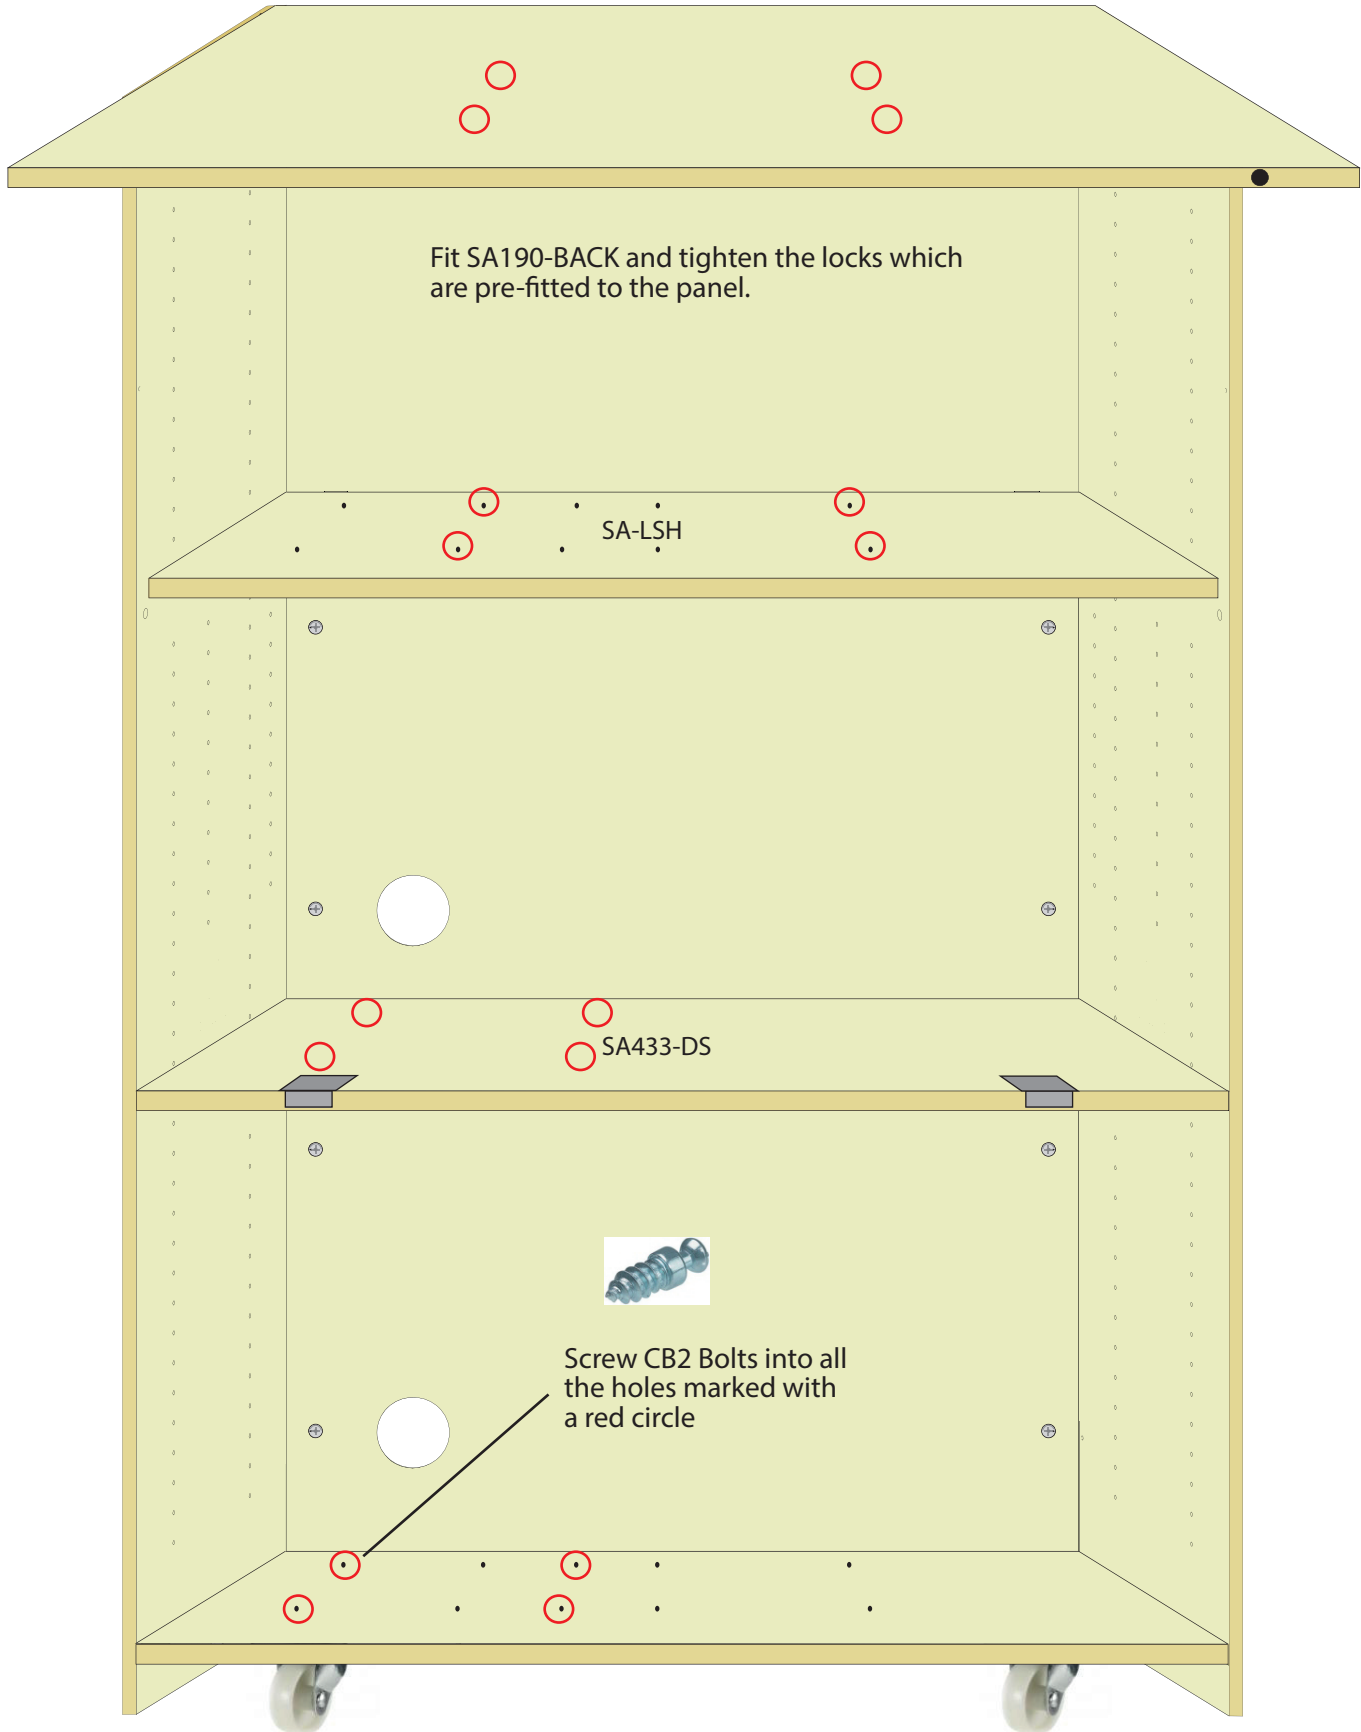 Fit SA190-BACK and tighten the locks which
are pre-fitted to the panel.
SA-LSH
SA433-DS
Screw CB2 Bolts into all
the holes marked with
a red circle